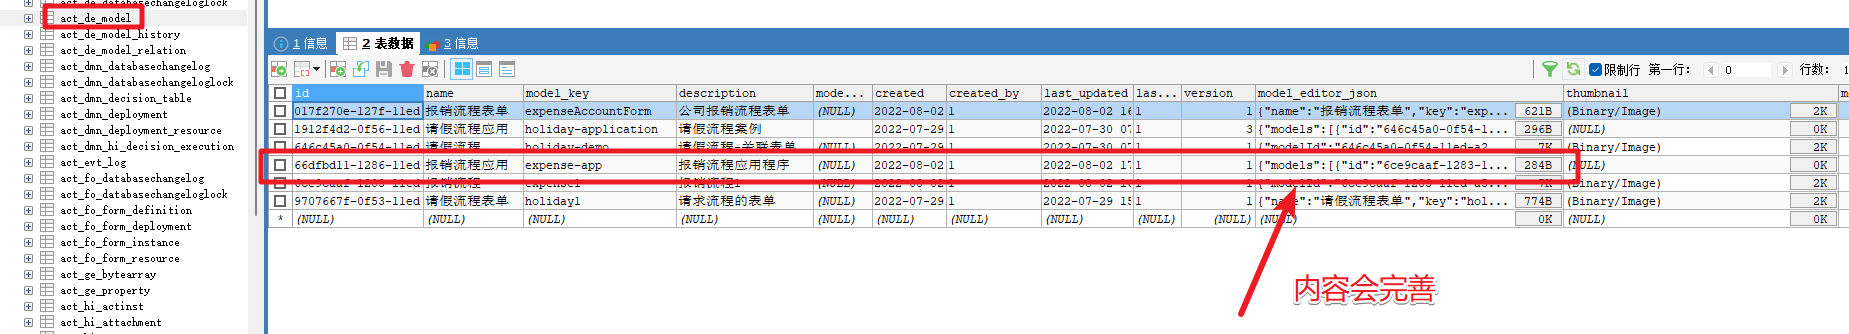 act_de_databasechangeloglock
act_de_model
act_de_model_history
act_de_model_relation
act_dmn_databasechangelog
act_dmn_databasechangeloglock
act_dmn_decision_table
act_dmn_deployment
act_dmn_deployment_resource
act_dmn_hi_decision_execution
act_evt_log
act_fo_databasechangelog
act_fo_databasechangeloglock
act_fo_form_definition
act_fo_form_deployment
act_fo_form_instance
act_fo_form_resource
act_ge_bytearray
act_ge_property
act_hi_actinst
act_hi_attachment
1 信息 2 表数据 3 信息
限制行 第一行: 0 行数: 1
id name model_key description mode... created created_by last_updated las... version model_editor_json thumbnail
017f270e-127f-11ed 报销流程表单 expenseAccountForm 公司报销流程表单 (NULL) 2022-08-02 1 2022-08-02 16 1 1 {"name":"报销流程表单","key":"exp... 621B (Binary/Image) 2K
1912f4d2-0f56-11ed 请假流程应用 holiday-application 请假流程案例 (NULL) 2022-07-29 1 2022-07-30 07 1 3 {"models":[{"id":"646c45a0-0f54-1... 296B (NULL) 0K
646c45a0-0f54-11ed 请假流程 holiday-demo 请假流程-关联表单 (NULL) 2022-07-29 1 2022-07-30 07 1 1 {"modelId":"646c45a0-0f54-11ed-a2... 7K (Binary/Image) 2K
66dfbd11-1286-11ed 报销流程应用 expense-app 报销流程应用程序 (NULL) 2022-08-02 1 2022-08-02 17 1 1 {"models":[{"id":"6ce9caaf-1283-1... 284B (NULL) 0K
6ce9caaf-1283-11ed 报销流程 expense1 报销流程1 (NULL) 2022-08-02 1 2022-08-02 1 1 {"modelId":"6ce9caaf-1283-11ed-a3... 7K (Binary/Image) 2K
9707667f-0f53-11ed 请假流程表单 holiday1 请求流程的表单 (NULL) 2022-07-29 1 2022-07-29 15 1 1 {"name":"请假流程表单","key":"hol... 774B (Binary/Image) 2K
* (NULL) (NULL) (NULL) (NULL) (NULL) (NULL) (NULL) (NULL) (NULL) (NULL) (NULL) 0K (NULL) 0K
内容会完善